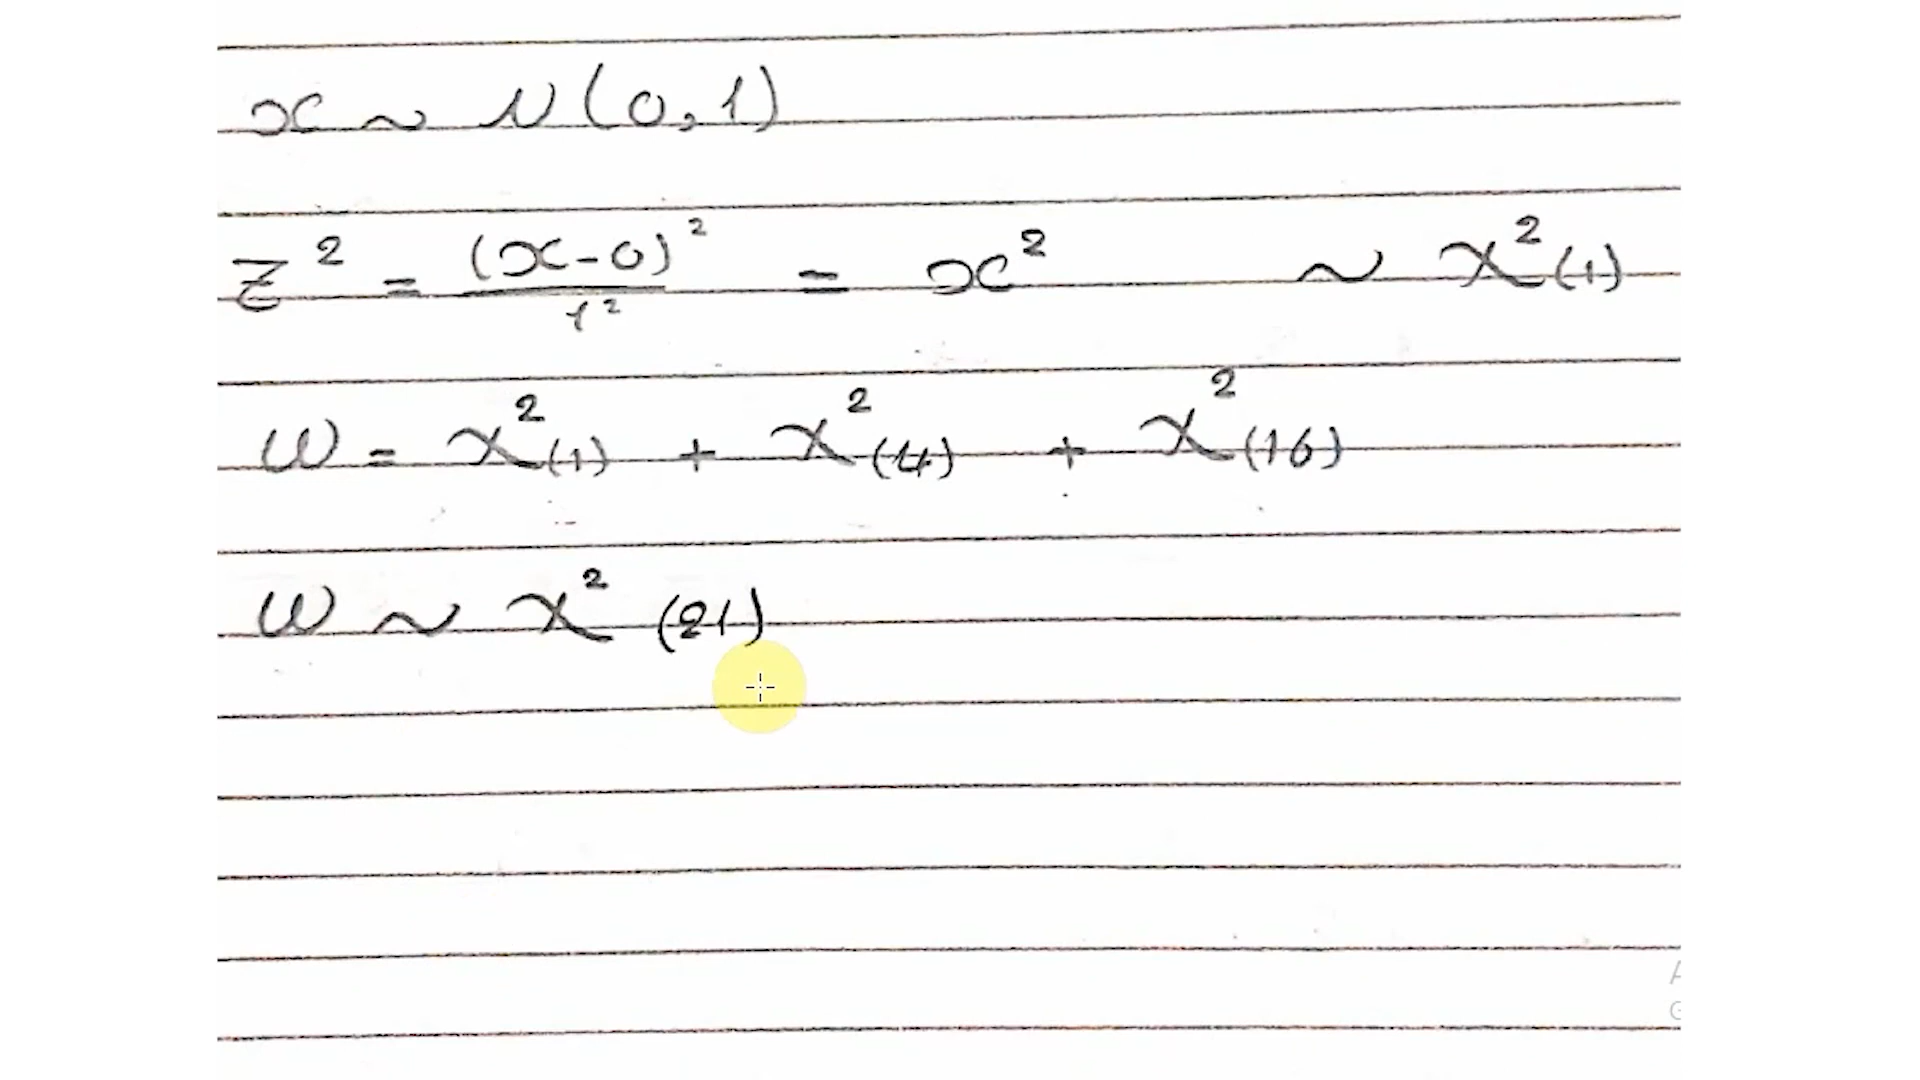 x ~ N(0,1)
Z² = (x-0)²/1² = x² ~ χ²(1)
W = χ²(1) + χ²(4) + χ²(16)
W ~ χ²(21)